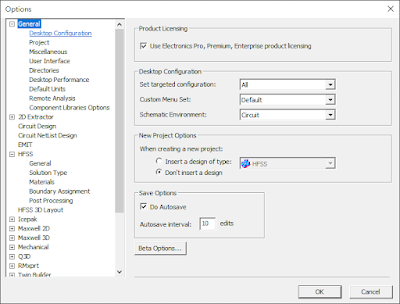 Options
General
Desktop Configuration
Project
Miscellaneous
User Interface
Directories
Desktop Performance
Default Units
Remote Analysis
Component Libraries Options
2D Extractor
Circuit Design
Circuit NetList Design
EMIT
HFSS
General
Solution Type
Materials
Boundary Assignment
Post Processing
HFSS 3D Layout
Icepak
Maxwell 2D
Maxwell 3D
Mechanical
Q3D
RMxprt
Twin Builder
Product Licensing
Use Electronics Pro, Premium, Enterprise product licensing
Desktop Configuration
Set targeted configuration: All
Custom Menu Set: Default
Schematic Environment: Circuit
New Project Options
When creating a new project:
Insert a design of type: HFSS
Don't insert a design
Save Options
Do Autosave
Autosave interval: 10 edits
Beta Options...
OK Cancel